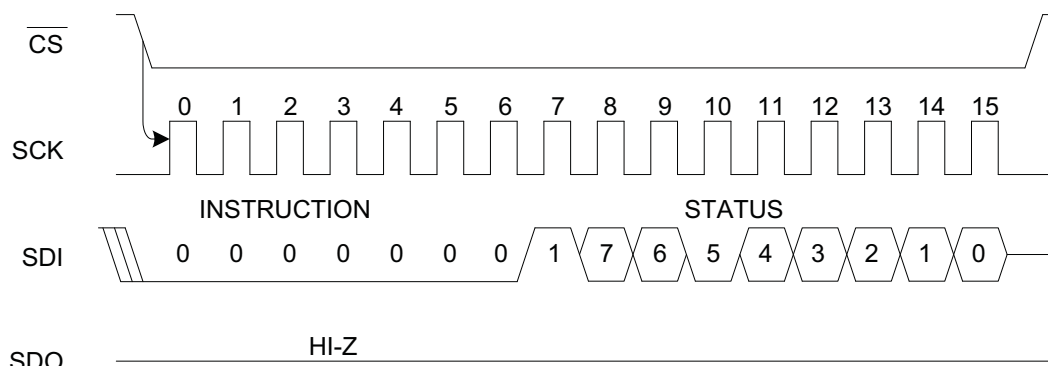 CS
0 1 2 3 4 5 6 7 8 9 10 11 12 13 14 15
SCK
INSTRUCTION STATUS
SDI 0 0 0 0 0 0 0 1 7 6 5 4 3 2 1 0
HI-Z
SDO